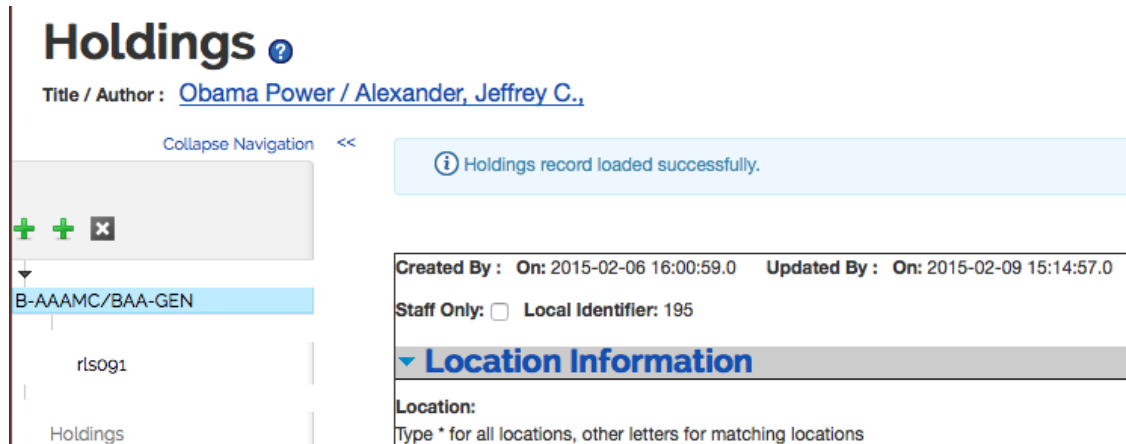 Holdings ?
Title / Author : Obama Power / Alexander, Jeffrey C.,
Collapse Navigation <<
i Holdings record loaded successfully.
Created By : On: 2015-02-06 16:00:59.0 Updated By : On: 2015-02-09 15:14:57.0
B-AAAMC/BAA-GEN
Staff Only: Local Identifier: 195
Location Information
rls091
Location:
Holdings
Type * for all locations, other letters for matching locations